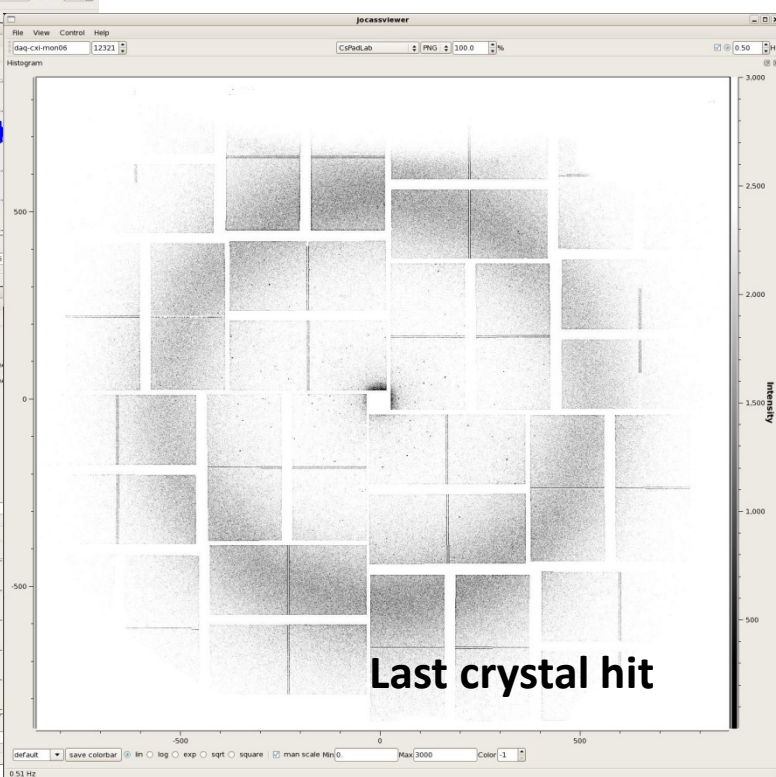 jocassviewer
File View Control Help
daq-cxi-mon06 12321 CsPadLab PNG 100.0 % 0.50 H
Histogram
3,000
2,500
2,000
1,500
1,000
500
Intensity
500
0
-500
-500 0 500
Last crystal hit
default save colorbar lin log exp sqrt square man scale Min 0. Max 3000 Color -1
0.51 Hz